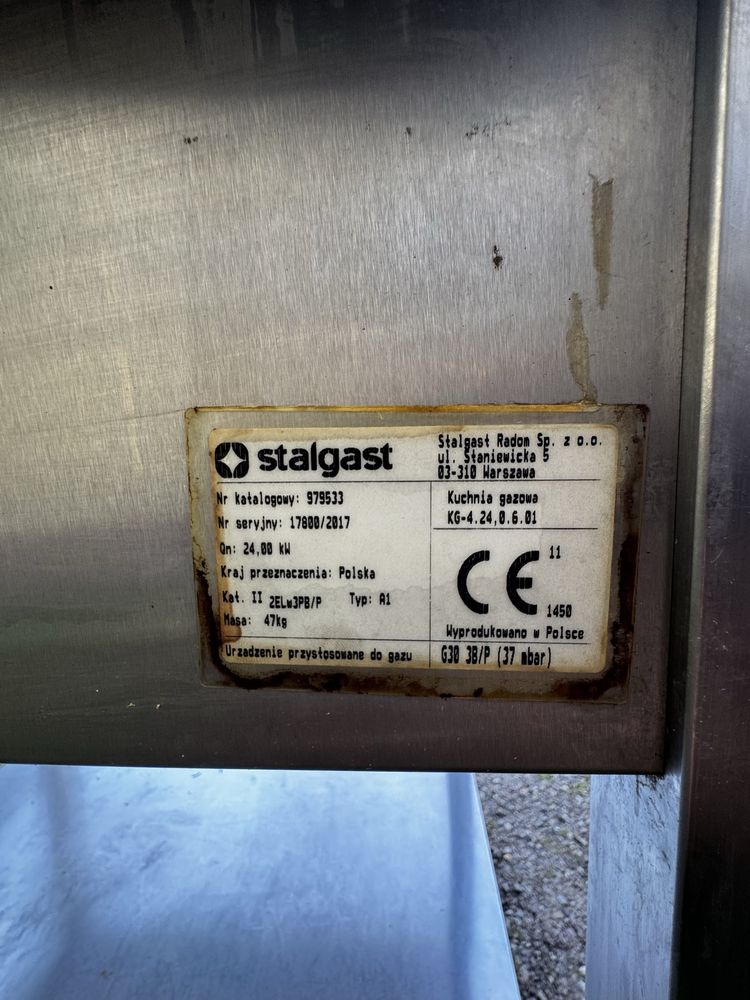 stalgast
Stalgast Radom Sp. z o.o.
ul. Staniewicka 5
03-310 Warszawa
Nr katalogowy: 979533
Nr seryjny: 17800/2017
Qn: 24,00 kW
Kraj przeznaczenia: Polska
Kat. II 2ELw3PB/P Typ: A1
Masa: 47kg
Kuchnia gazowa
KG-4.24,0.6.01
CE 11
1450
Wyprodukowano w Polsce
Urzadzenie przystosowane do gazu
G30 3B/P (37 mbar)